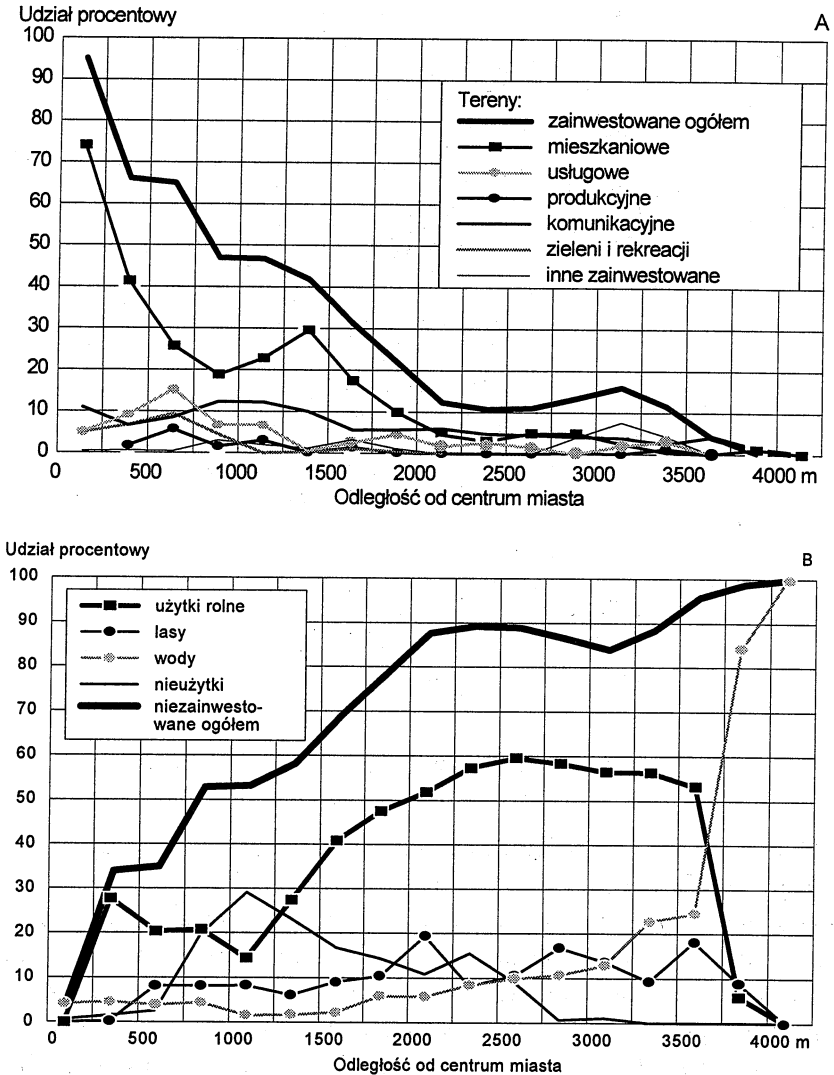 Udział procentowy
A
100
90
80
70
60
50
40
30
20
10
0
Tereny:
zainwestowane ogółem
mieszkaniowe
usługowe
produkcyjne
komunikacyjne
zieleni i rekreacji
inne zainwestowane
0 500 1000 1500 2000 2500 3000 3500 4000 m
Odległość od centrum miasta
Udział procentowy
B
100
90
80
70
60
50
40
30
20
10
0
użytki rolne
lasy
wody
nieużytki
niezainwesto-
wane ogółem
0 500 1000 1500 2000 2500 3000 3500 4000 m
Odległość od centrum miasta